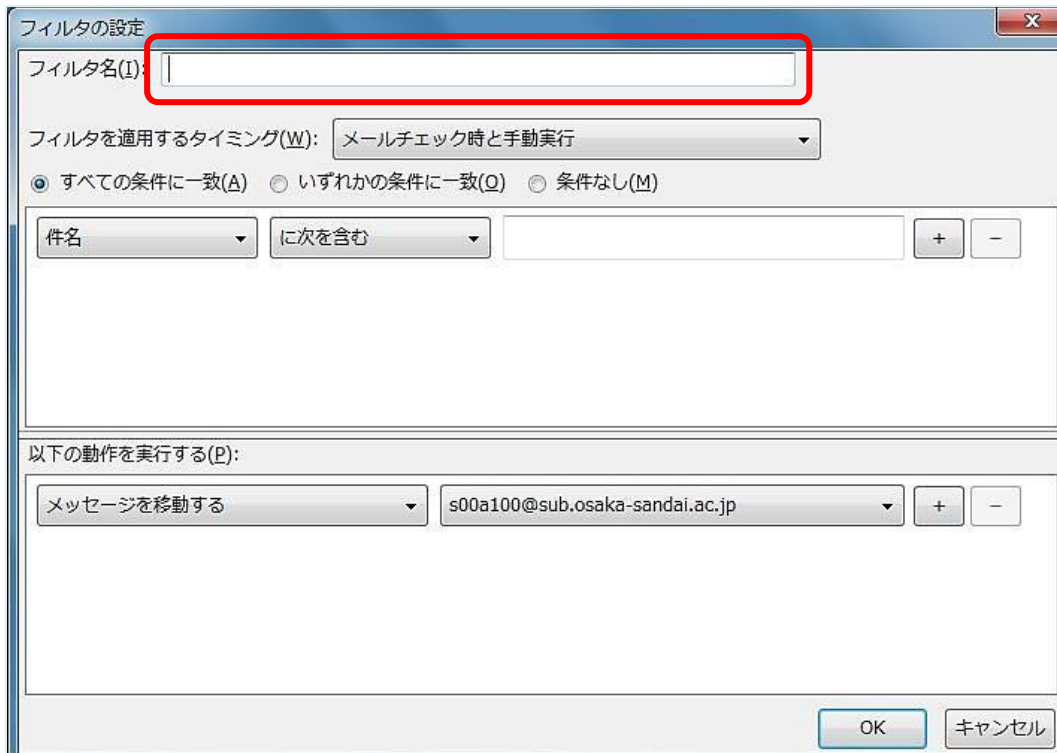 フィルタの設定
フィルタ名(I):
フィルタを適用するタイミング(W): メールチェック時と手動実行
すべての条件に一致(A) いずれかの条件に一致(O) 条件なし(M)
件名 に次を含む + −
以下の動作を実行する(P):
メッセージを移動する s00a100@sub.osaka-sandai.ac.jp + −
OK キャンセル